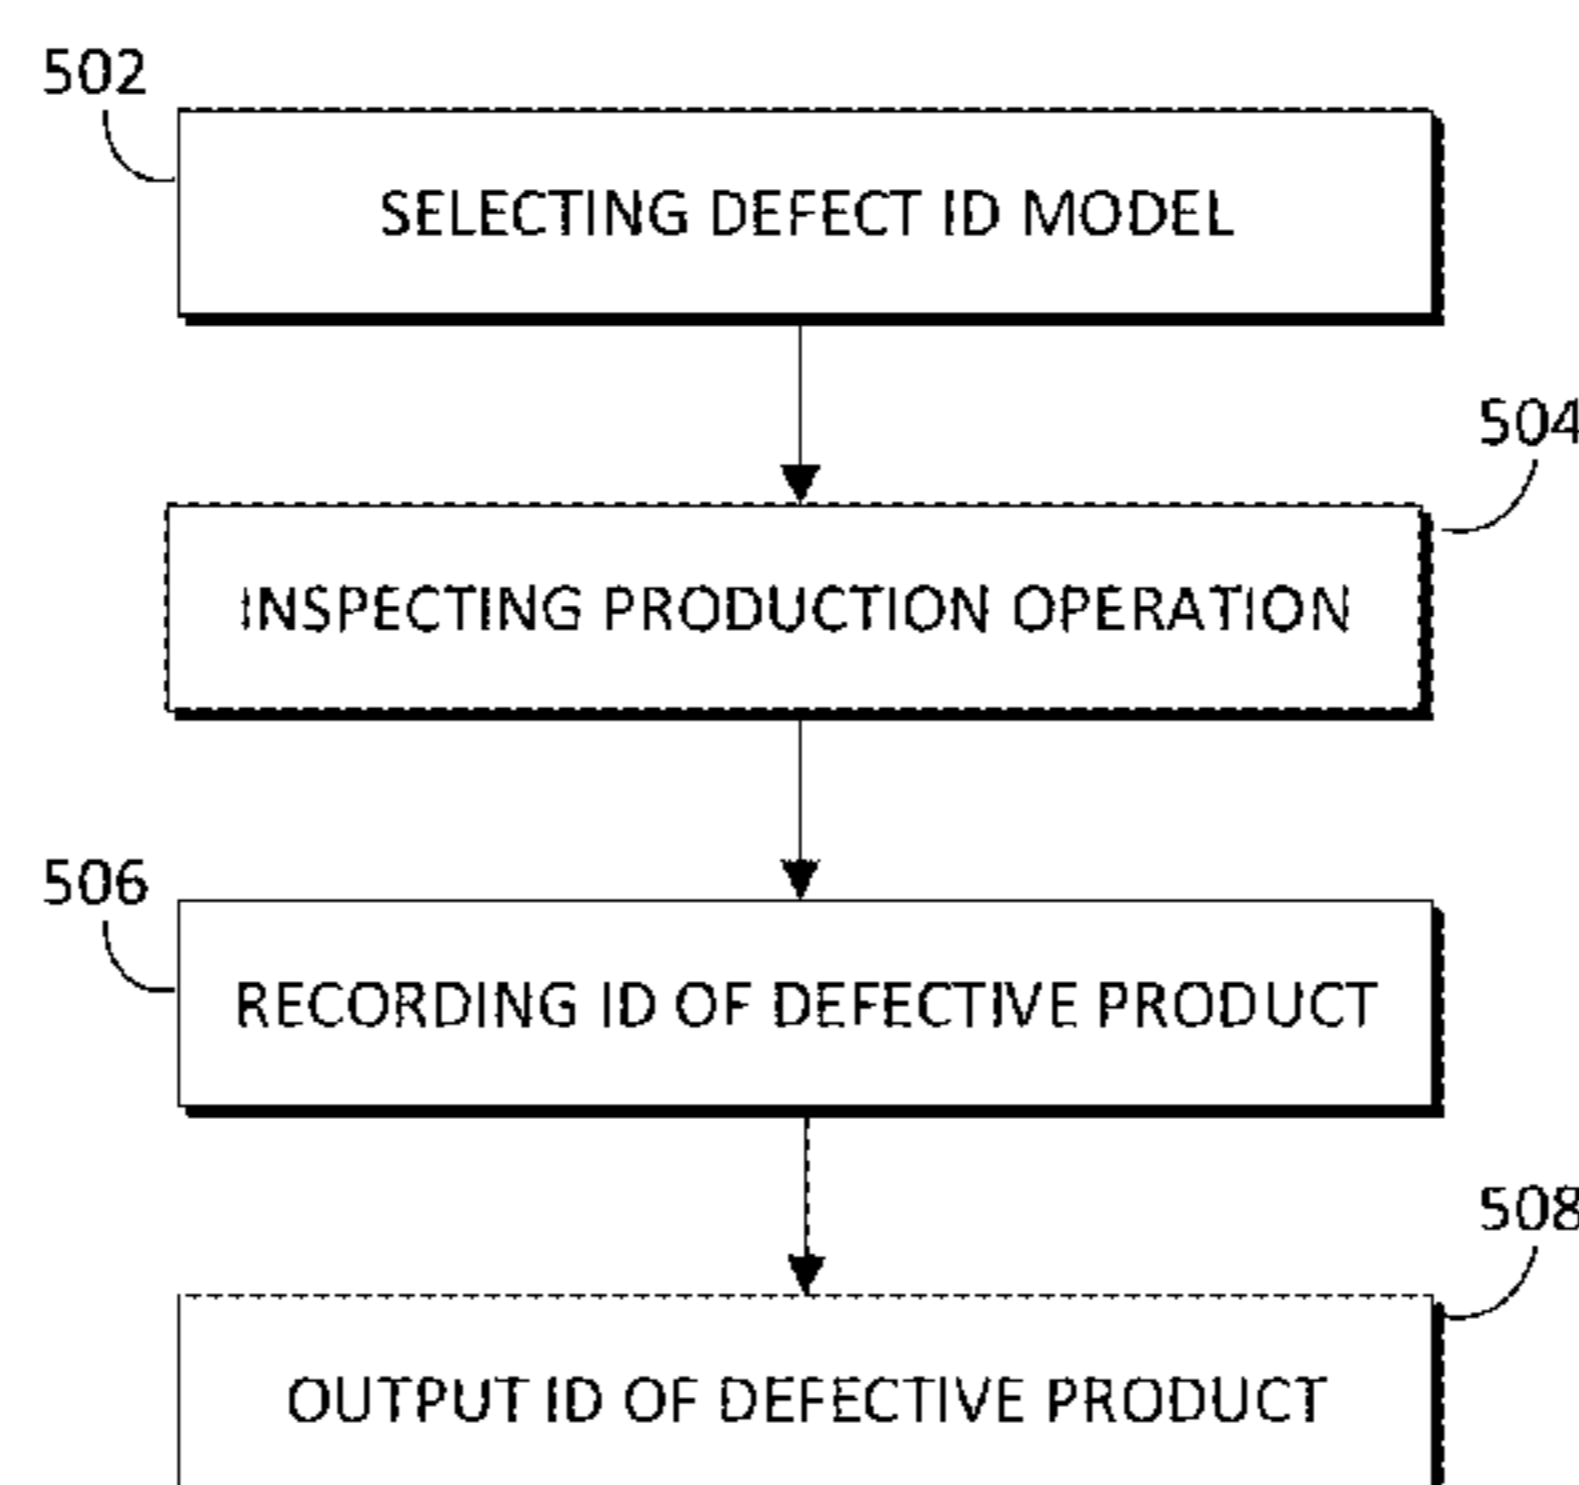 502
SELECTING DEFECT ID MODEL
504
INSPECTING PRODUCTION OPERATION
506
RECORDING ID OF DEFECTIVE PRODUCT
508
OUTPUT ID OF DEFECTIVE PRODUCT